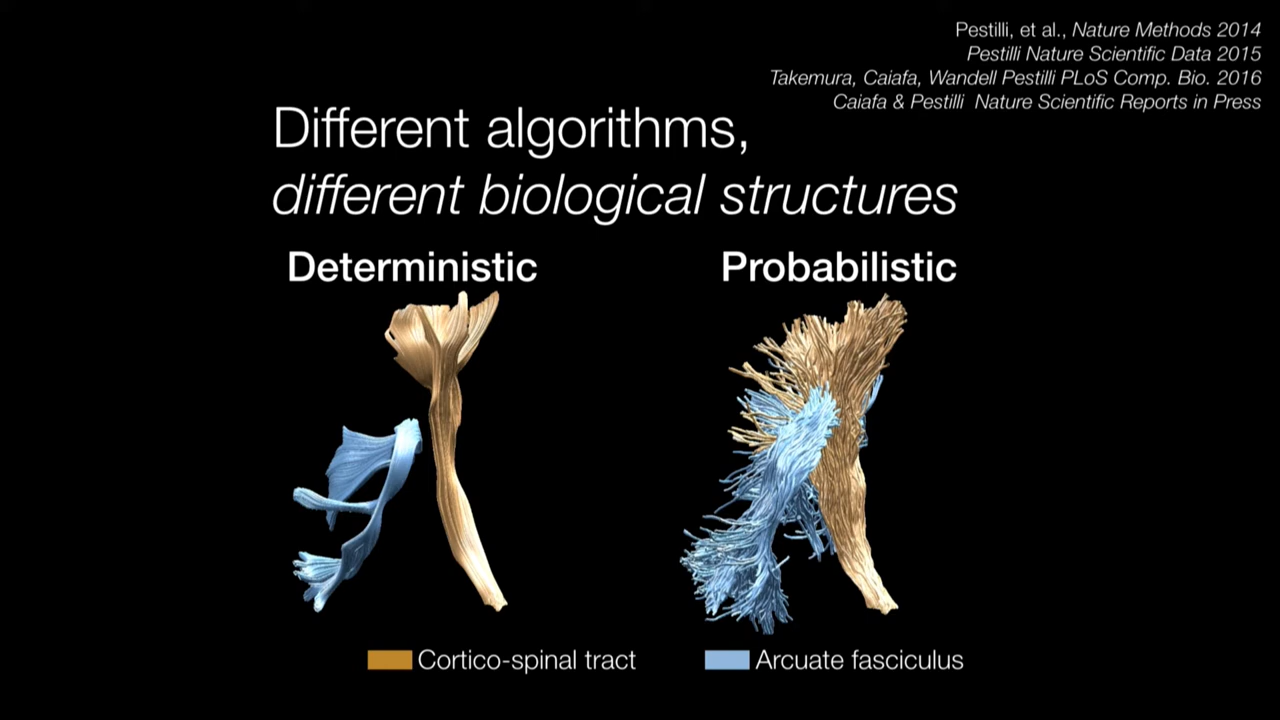 Pestilli, et al., Nature Methods 2014
Pestilli Nature Scientific Data 2015
Takemura, Caiafa, Wandell Pestilli PLoS Comp. Bio. 2016
Caiafa & Pestilli Nature Scientific Reports in Press
Different algorithms,
different biological structures
Deterministic
Probabilistic
Cortico-spinal tract
Arcuate fasciculus